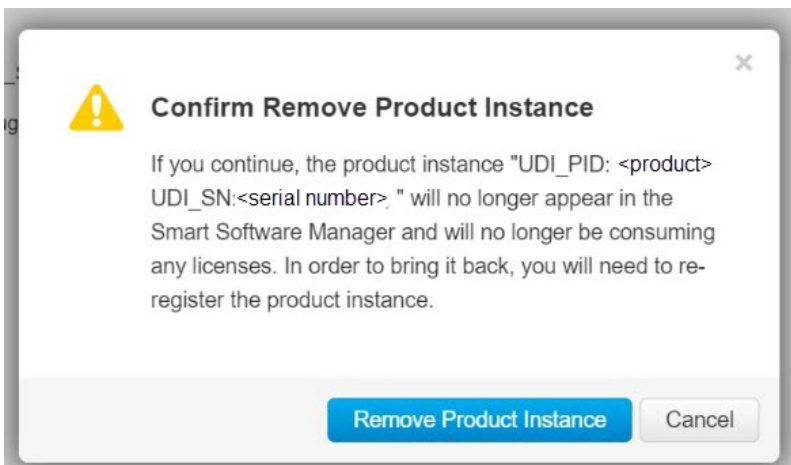 Confirm Remove Product Instance
If you continue, the product instance "UDI_PID: <product>
UDI_SN:<serial number>, " will no longer appear in the
Smart Software Manager and will no longer be consuming
any licenses. In order to bring it back, you will need to re-
register the product instance.
Remove Product Instance Cancel